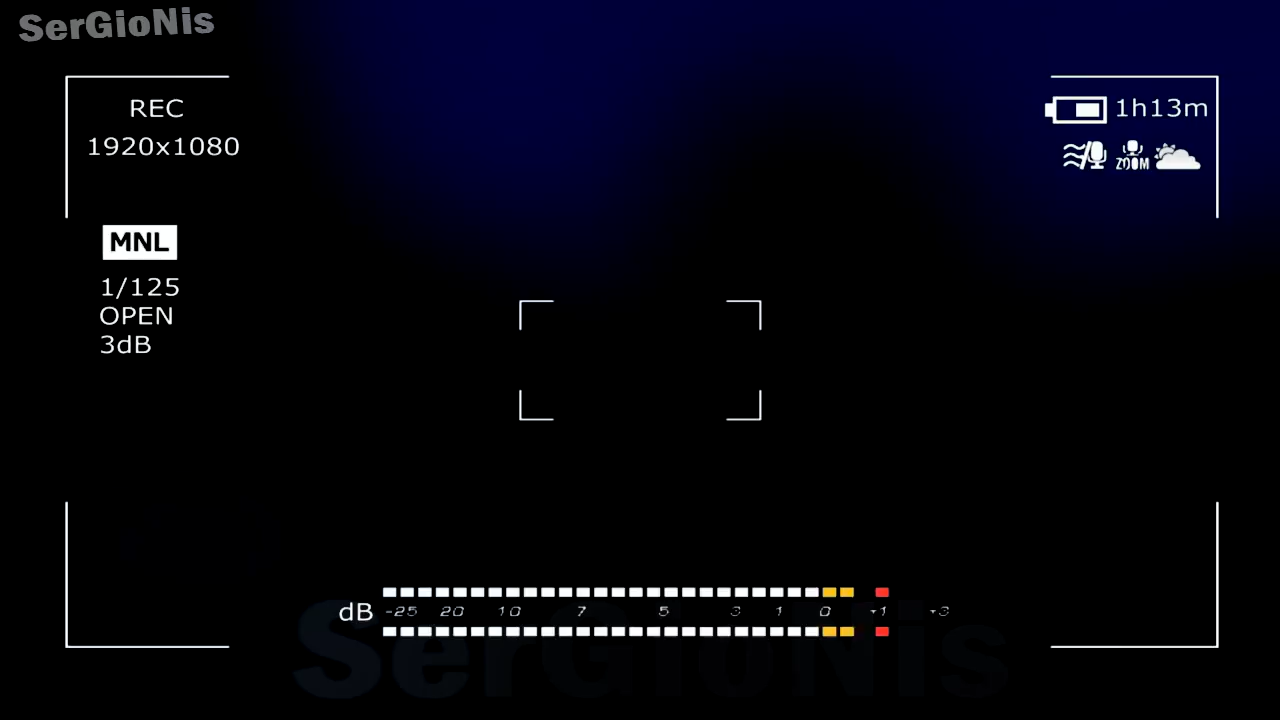 SerGioNis
REC
1920x1080
1h13m
ZOOM
MNL
1/125
OPEN
3dB
dB -25 20 10 7 5 3 1 0 +1 +3
SerGioNis